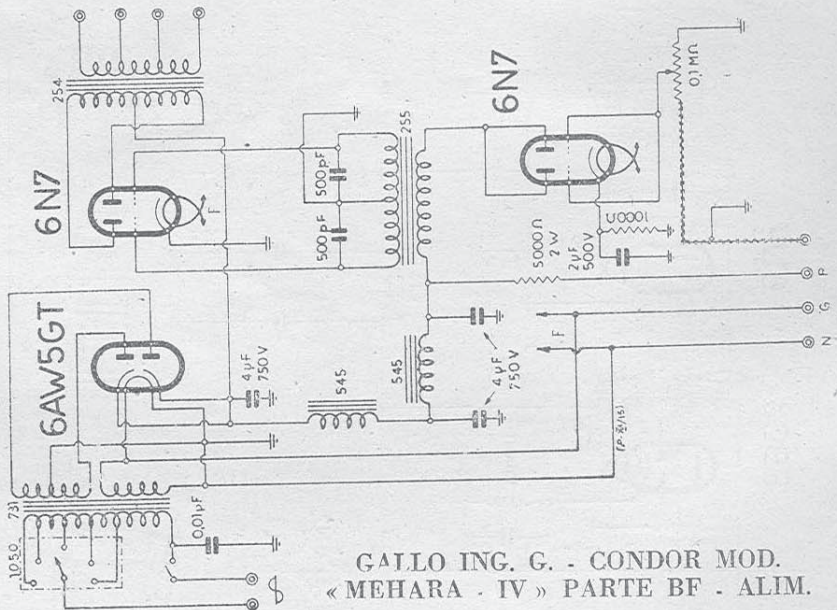 254
6N7
F
6AW5GT
731
1050
0,01µF
4µF
750V
500pF
500pF
255
545
545
4µF
750V
6N7
0,1MΩ
1000Ω
5000Ω
2W
2µF
500V
F
P
G
N
GALLO ING. G. - CONDOR MOD.
« MEHARA - IV » PARTE BF - ALIM.